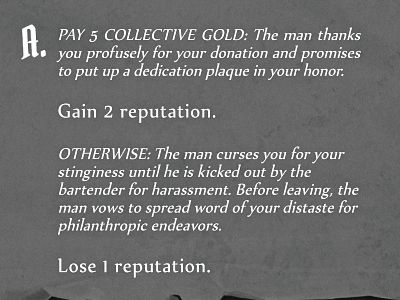 A. PAY 5 COLLECTIVE GOLD: The man thanks
you profusely for your donation and promises
to put up a dedication plaque in your honor.
Gain 2 reputation.
OTHERWISE: The man curses you for your
stinginess until he is kicked out by the
bartender for harassment. Before leaving, the
man vows to spread word of your distaste for
philanthropic endeavors.
Lose 1 reputation.